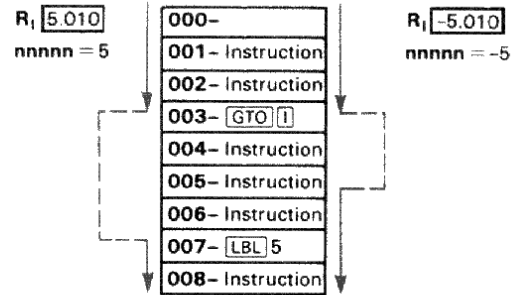 R_I 5.010
nnnnn = 5
000–
001– Instruction
002– Instruction
003– GTO I
004– Instruction
005– Instruction
006– Instruction
007– LBL 5
008– Instruction
R_I -5.010
nnnnn = -5